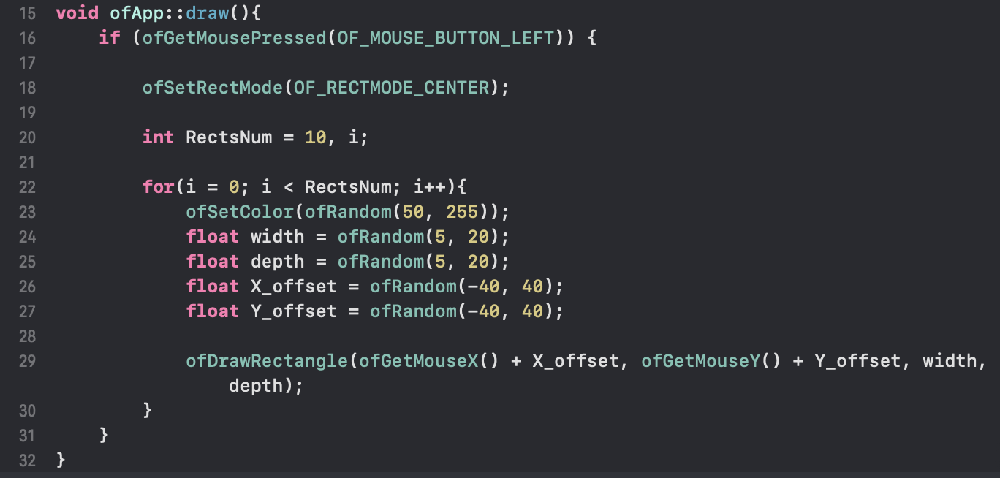 15 void ofApp::draw(){
16     if (ofGetMousePressed(OF_MOUSE_BUTTON_LEFT)) {
17
18         ofSetRectMode(OF_RECTMODE_CENTER);
19
20         int RectsNum = 10, i;
21
22         for(i = 0; i < RectsNum; i++){
23             ofSetColor(ofRandom(50, 255));
24             float width = ofRandom(5, 20);
25             float depth = ofRandom(5, 20);
26             float X_offset = ofRandom(-40, 40);
27             float Y_offset = ofRandom(-40, 40);
28
29             ofDrawRectangle(ofGetMouseX() + X_offset, ofGetMouseY() + Y_offset, width,
                    depth);
30         }
31     }
32 }